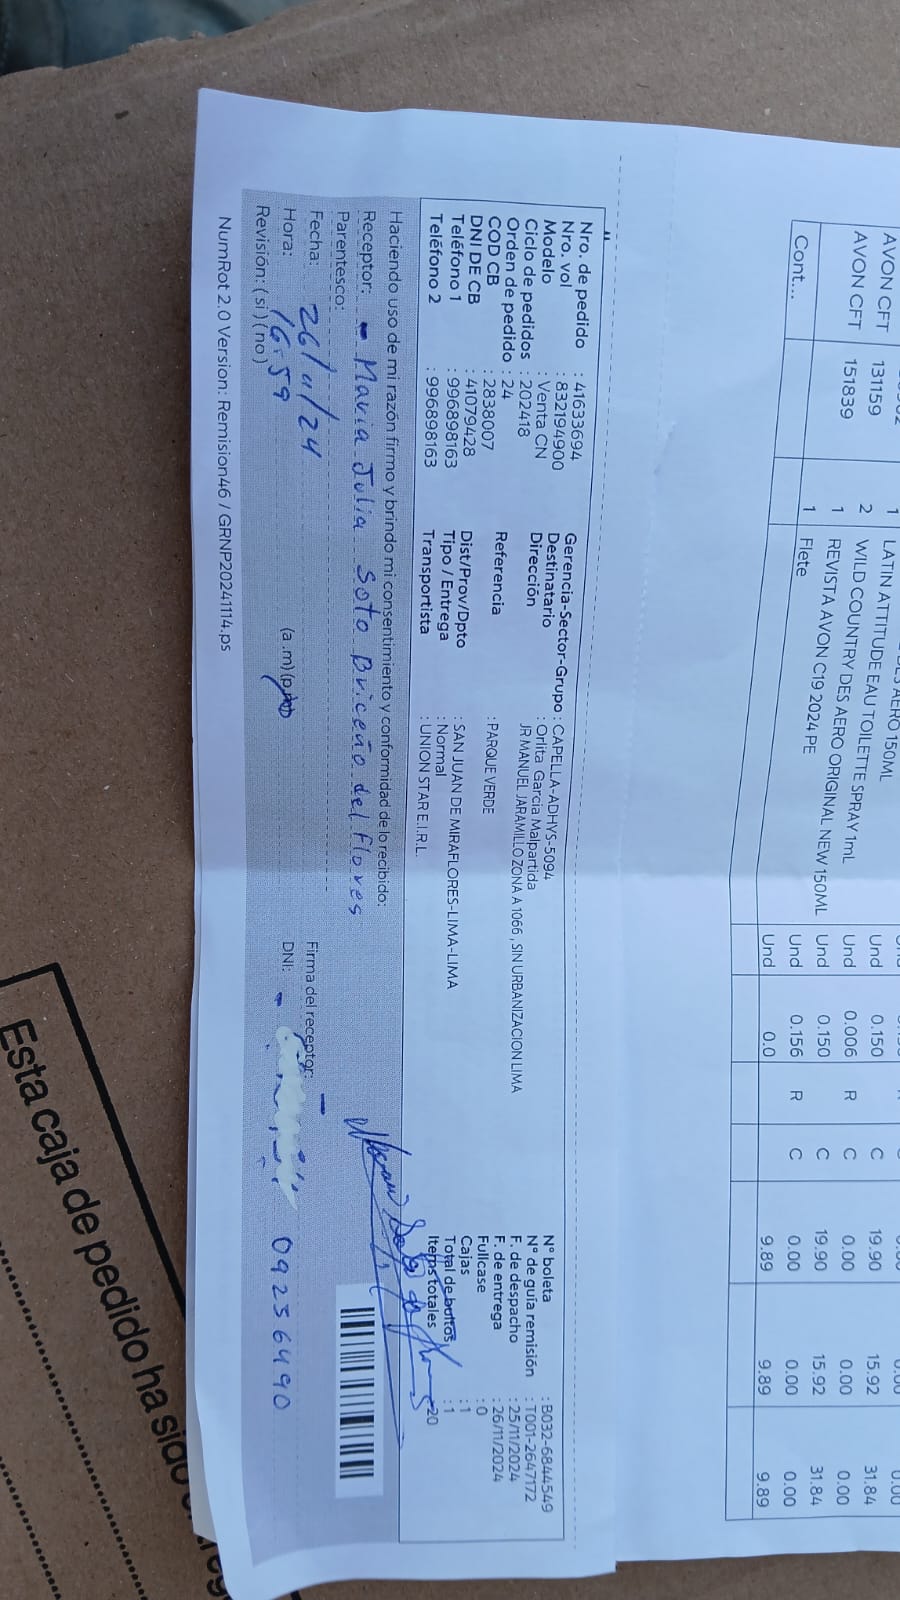 AVON CFT 131159 1 LATIN ATTITUDE EAU TOILETTE SPRAY 1mL Und
AVON CFT 151839 2 WILD COUNTRY DES AERO ORIGINAL NEW 150ML Und 0.150 C 19.90 15.92 31.84
1 REVISTA AVON C19 2024 PE Und 0.006 R C 0.00 0.00 0.00
1 Flete Und 0.150 C 19.90 15.92 31.84
Und 0.156 R C 0.00 0.00 0.00
Und 0.0 9.89 9.89 9.89
Cont...
Nro. de pedido : 41633694
Nro. vol : 832194900
Modelo : Venta CN
Ciclo de pedidos : 202418
Orden de pedido : 24
COD CB : 2838007
DNI DE CB : 41079428
Teléfono 1 : 996898163
Teléfono 2 : 996898163
Gerencia-Sector-Grupo : CAPELLA-ADHYS-5094
Destinatario : Orlita Garcia Malpartida
Dirección JR MANUEL JARAMILLO ZONA A 1066 , SIN URBANIZACION LIMA
Referencia : PARQUE VERDE
Dist/Prov/Dpto : SAN JUAN DE MIRAFLORES-LIMA-LIMA
Tipo / Entrega : Normal
Transportista : UNION STAR E.I.R.L.
N° boleta : B032-6844549
N° de guía remisión : T001-2647172
F. de despacho : 25/11/2024
F. de entrega : 26/11/2024
Fullcase : 0
Cajas : 1
Total de bultos : 1
Items totales 20
Haciendo uso de mi razón firmo y brindo mi consentimiento y conformidad de lo recibido:
Receptor: - Maria Julia Soto Briceño del Flores
Parentesco:
Fecha: 26/11/24 Firma del receptor:
Hora: 16:59 (a.m)(p.m) DNI: - 09236490
Revisión: (si)(no)
NumRot 2.0 Version: Remision46 / GRNP20241114.ps
Esta caja de pedido ha sido